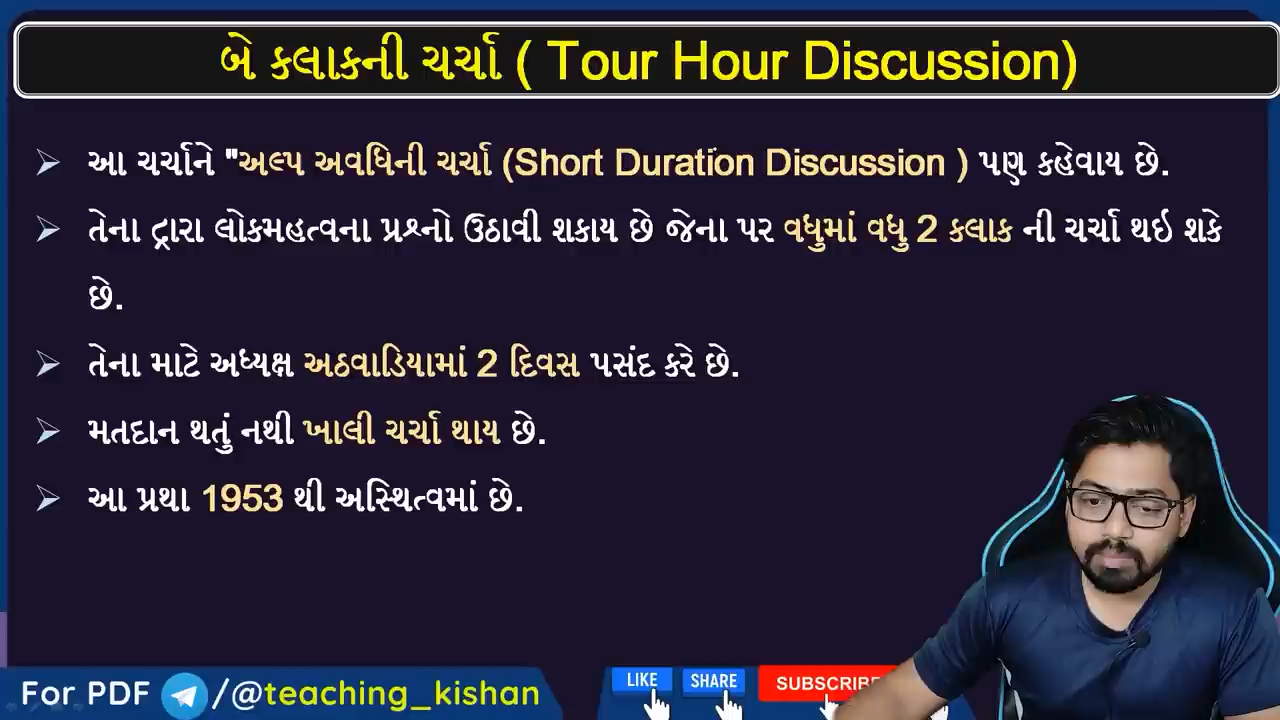 બે કલાકની ચર્ચા ( Tour Hour Discussion)
➢ આ ચર્ચાને "અલ્પ અવધિની ચર્ચા (Short Duration Discussion ) પણ કહેવાય છે.
➢ તેના દ્રારા લોકમહત્વના પ્રશ્નો ઉઠાવી શકાય છે જેના પર વધુમાં વધુ 2 કલાક ની ચર્ચા થઇ શકે
છે.
➢ તેના માટે અધ્યક્ષ અઠવાડિયામાં 2 દિવસ પસંદ કરે છે.
➢ મતદાન થતું નથી ખાલી ચર્ચા થાય છે.
➢ આ પ્રથા 1953 થી અસ્થિત્વમાં છે.
For PDF /@teaching_kishan
LIKE SHARE SUBSCRIBE